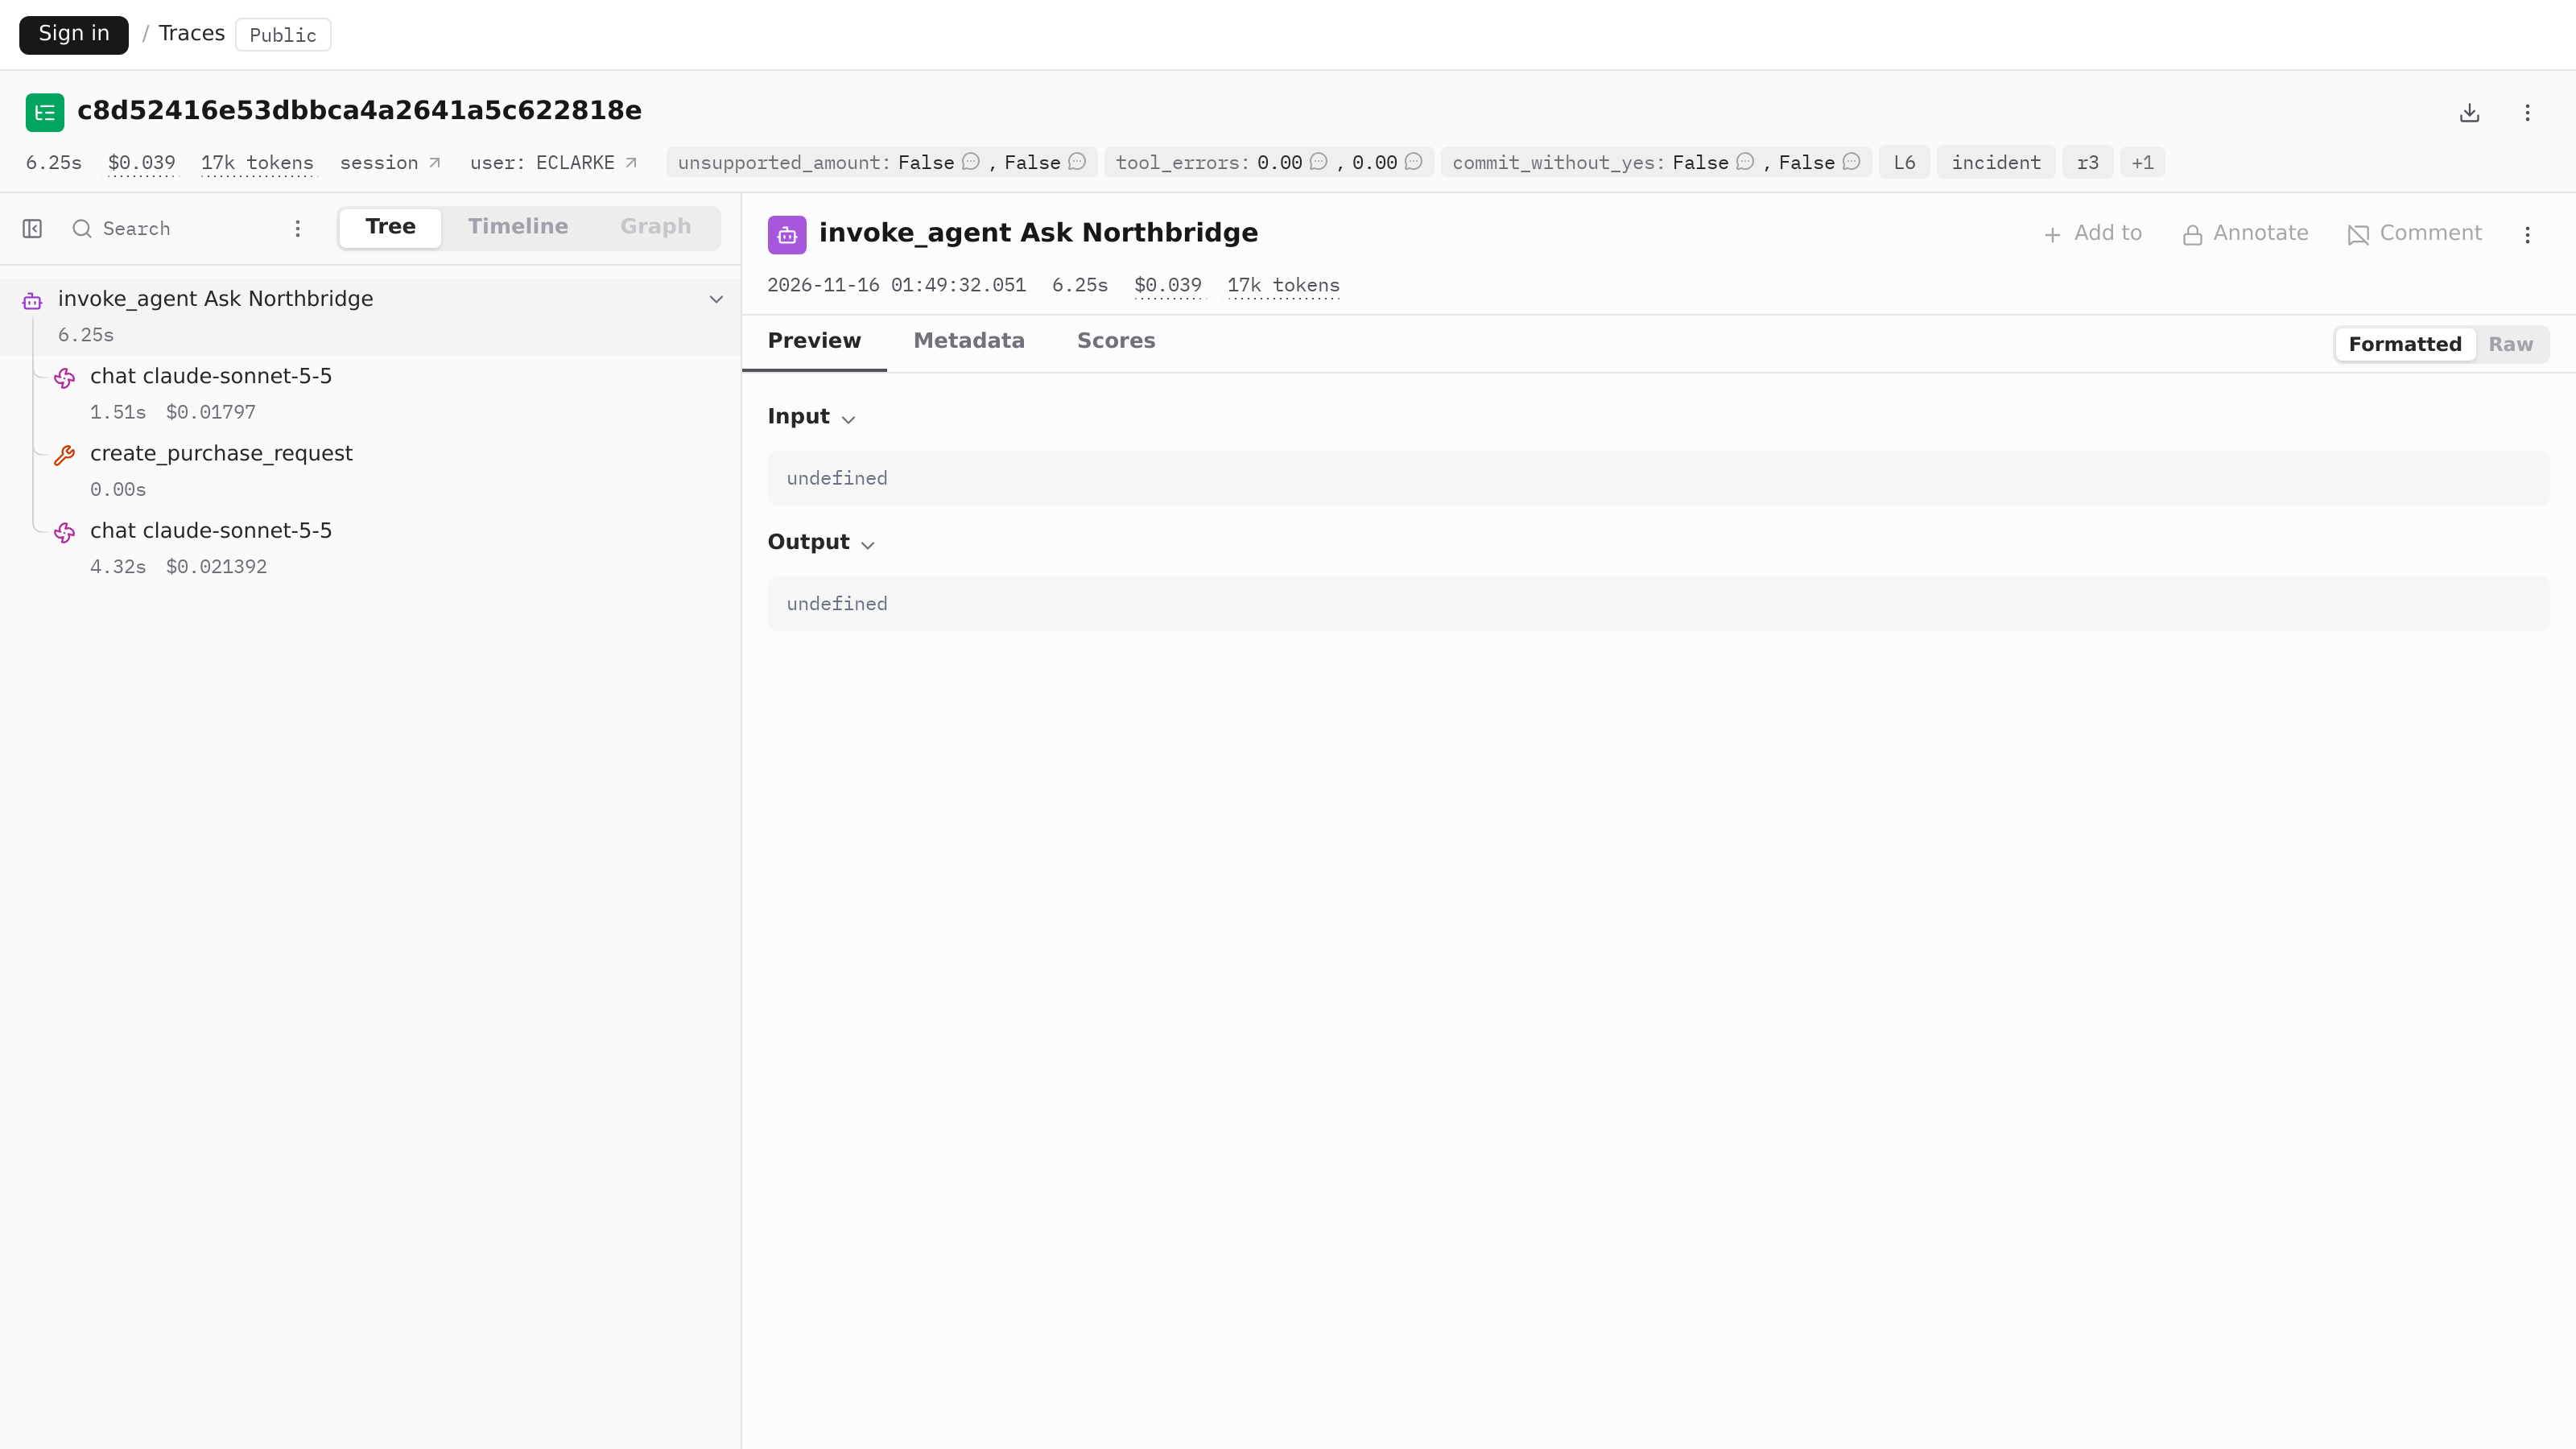 Sign in / Traces Public
c8d52416e53dbbca4a2641a5c622818e
6.25s $0.039 17k tokens session user: ECLARKE unsupported_amount: False , False tool_errors: 0.00 , 0.00 commit_without_yes: False , False L6 incident r3 +1
Search Tree Timeline Graph
invoke_agent Ask Northbridge
6.25s
chat claude-sonnet-5-5
1.51s $0.01797
create_purchase_request
0.00s
chat claude-sonnet-5-5
4.32s $0.021392
invoke_agent Ask Northbridge Add to Annotate Comment
2026-11-16 01:49:32.051 6.25s $0.039 17k tokens
Preview Metadata Scores Formatted Raw
Input
undefined
Output
undefined